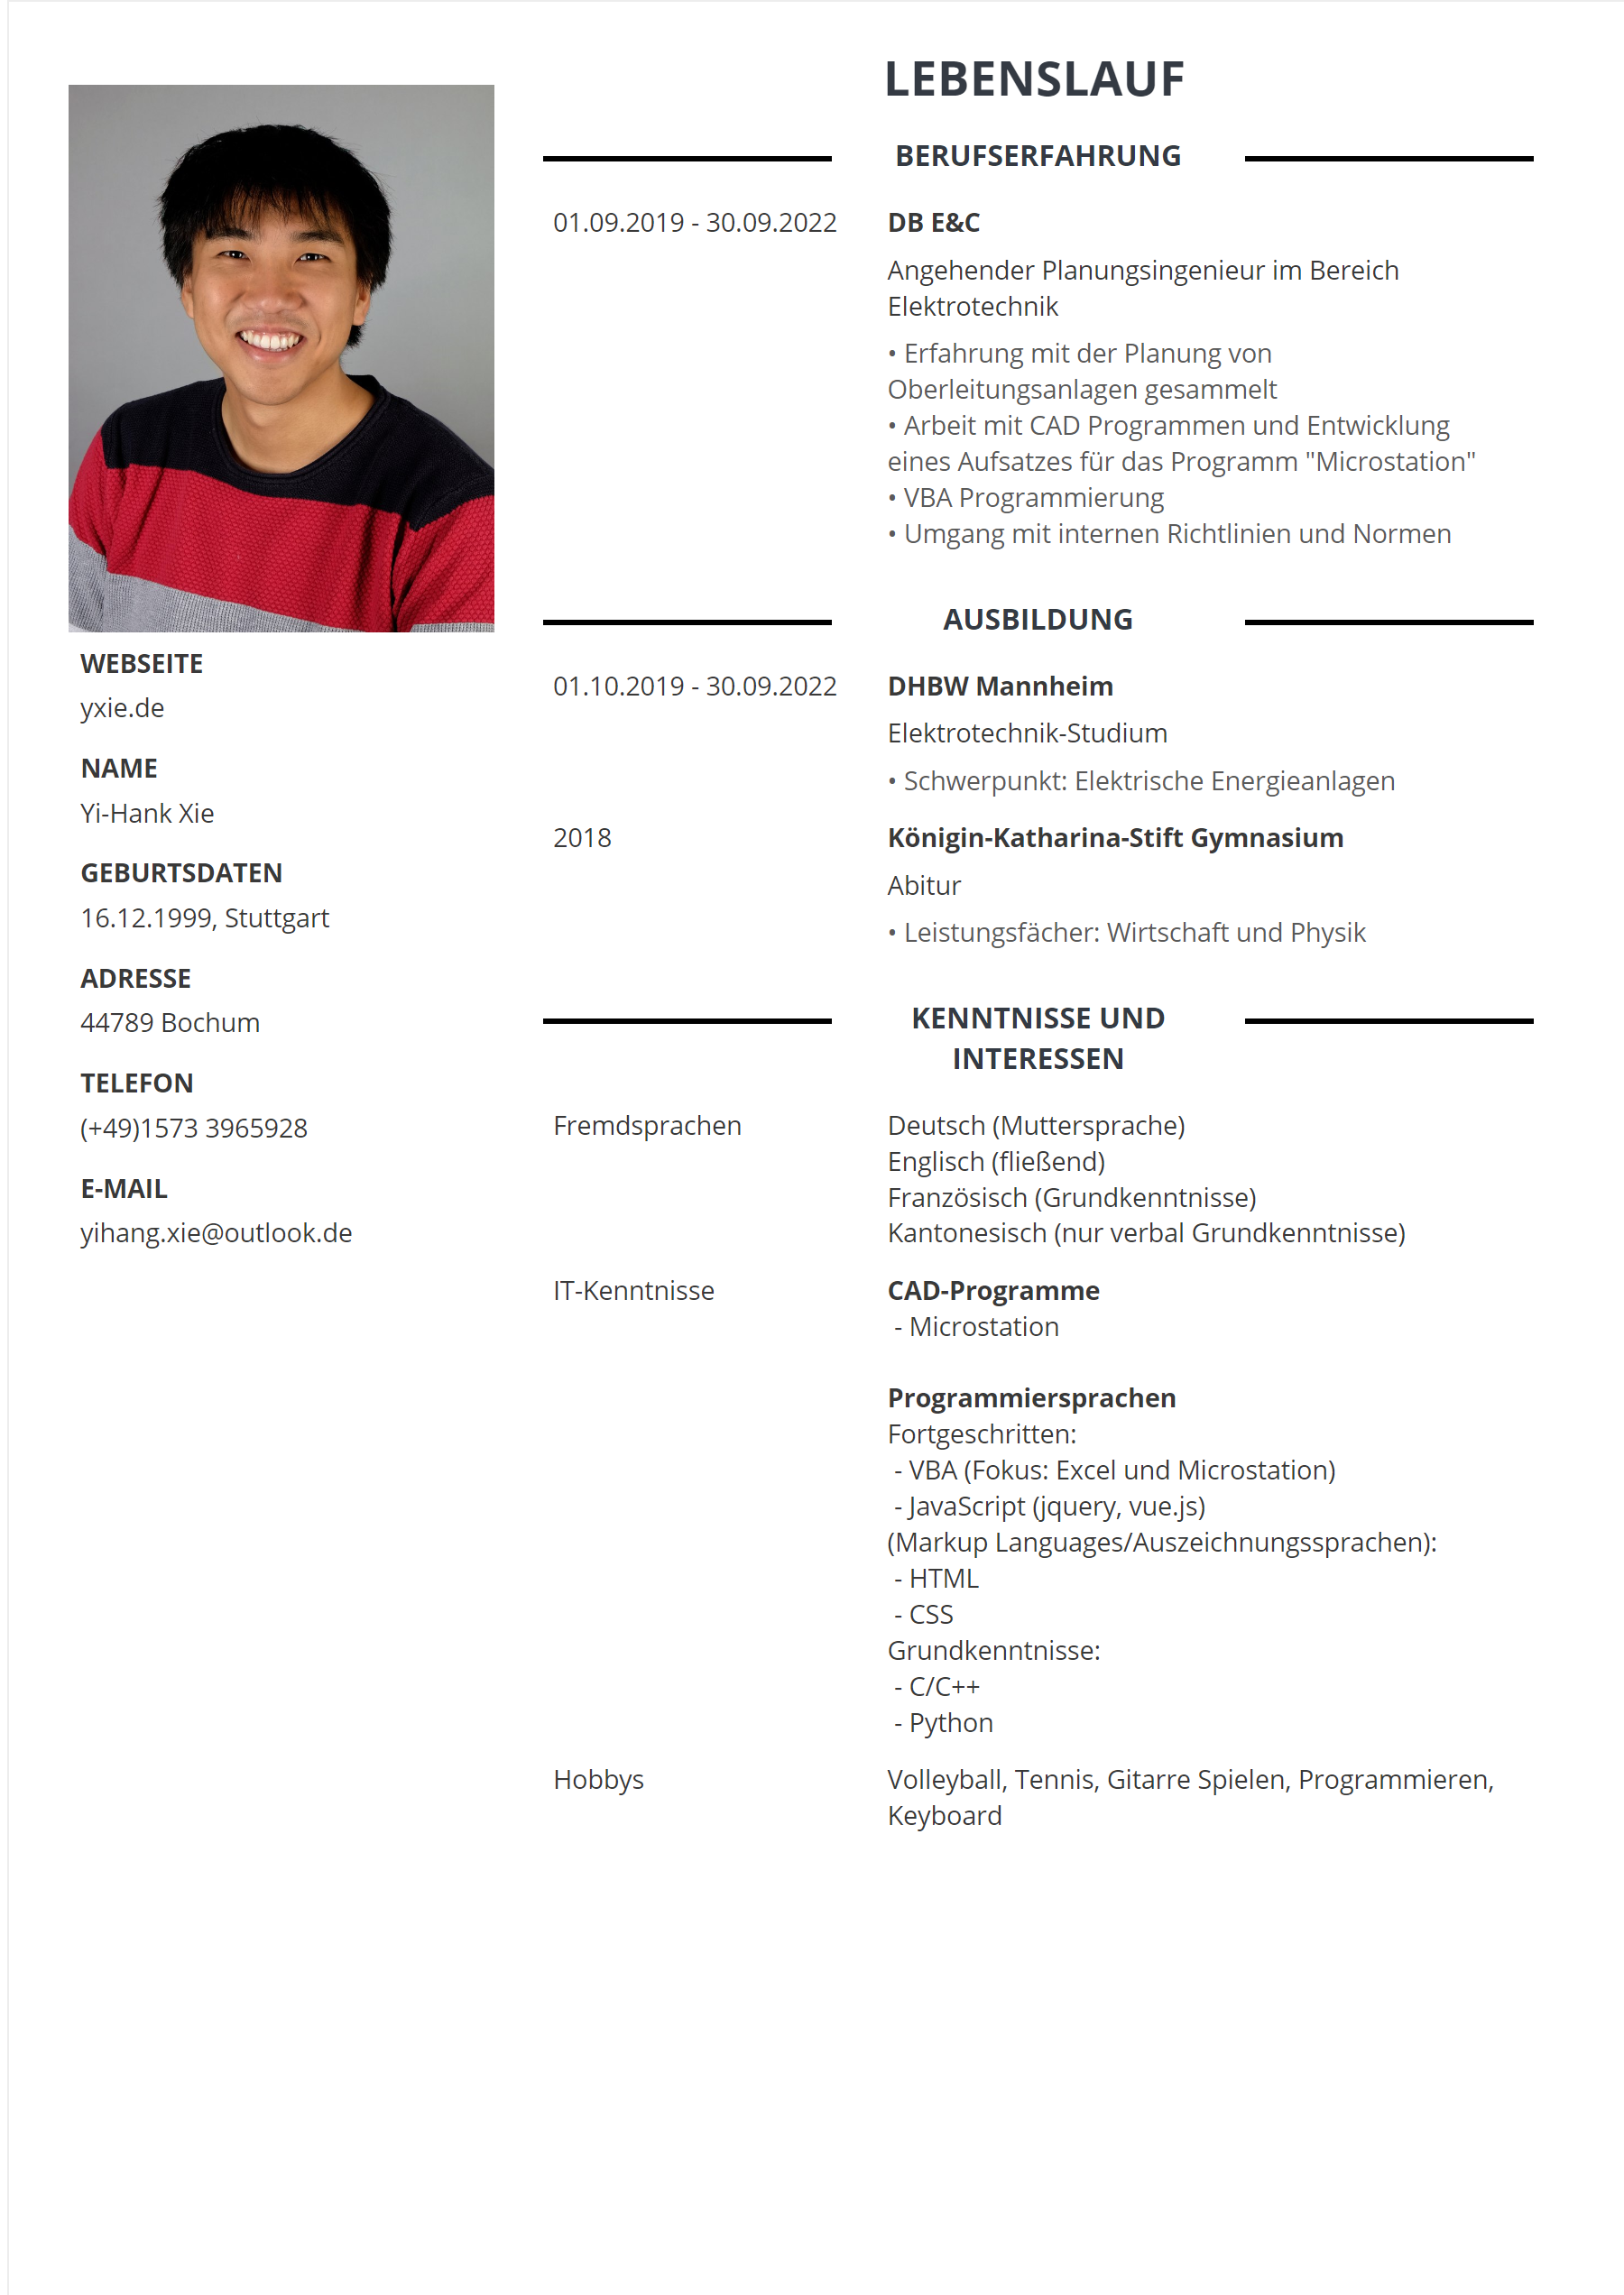 LEBENSLAUF
WEBSEITE
yxie.de
NAME
Yi-Hank Xie
GEBURTSDATEN
16.12.1999, Stuttgart
ADRESSE
44789 Bochum
TELEFON
(+49)1573 3965928
E-MAIL
yihang.xie@outlook.de
BERUFSERFAHRUNG
01.09.2019 - 30.09.2022 DB E&C
Angehender Planungsingenieur im Bereich
Elektrotechnik
• Erfahrung mit der Planung von
Oberleitungsanlagen gesammelt
• Arbeit mit CAD Programmen und Entwicklung
eines Aufsatzes für das Programm "Microstation"
• VBA Programmierung
• Umgang mit internen Richtlinien und Normen
AUSBILDUNG
01.10.2019 - 30.09.2022 DHBW Mannheim
Elektrotechnik-Studium
• Schwerpunkt: Elektrische Energieanlagen
2018 Königin-Katharina-Stift Gymnasium
Abitur
• Leistungsfächer: Wirtschaft und Physik
KENNTNISSE UND
INTERESSEN
Fremdsprachen Deutsch (Muttersprache)
Englisch (fließend)
Französisch (Grundkenntnisse)
Kantonesisch (nur verbal Grundkenntnisse)
IT-Kenntnisse CAD-Programme
- Microstation
Programmiersprachen
Fortgeschritten:
- VBA (Fokus: Excel und Microstation)
- JavaScript (jquery, vue.js)
(Markup Languages/Auszeichnungssprachen):
- HTML
- CSS
Grundkenntnisse:
- C/C++
- Python
Hobbys Volleyball, Tennis, Gitarre Spielen, Programmieren,
Keyboard